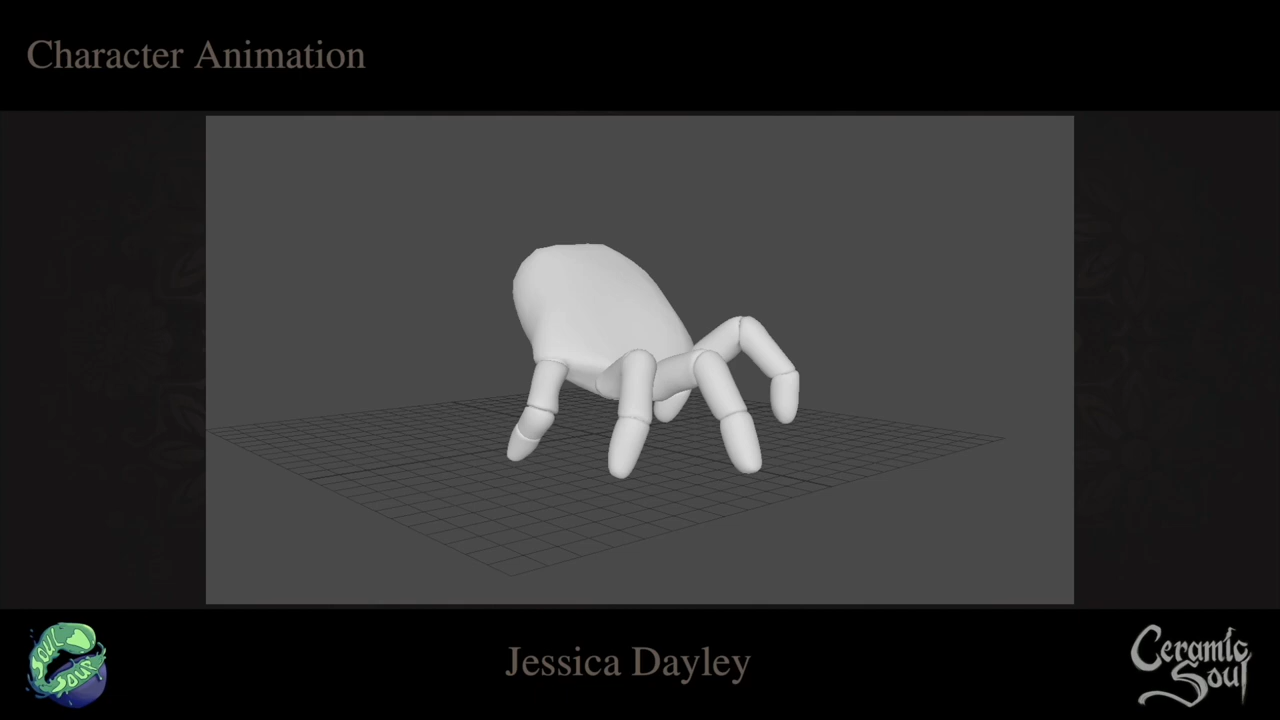 Character Animation
SOUL
SOUP
Jessica Dayley
Ceramic
Soul